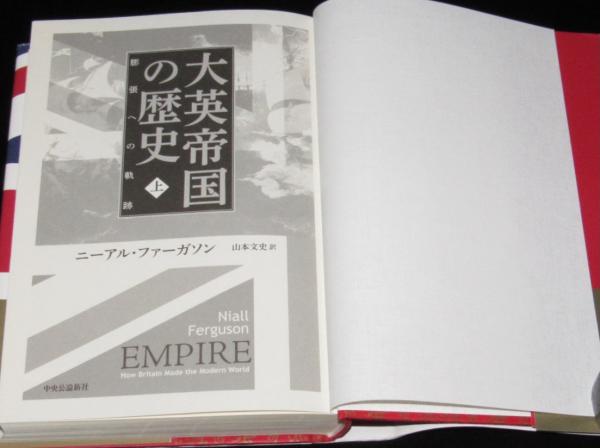 大英帝国
の歴史 上
膨張への軌跡
ニーアル・ファーガソン 山本文史 訳
Niall
Ferguson
EMPIRE
How Britain Made the Modern World
中央公論新社